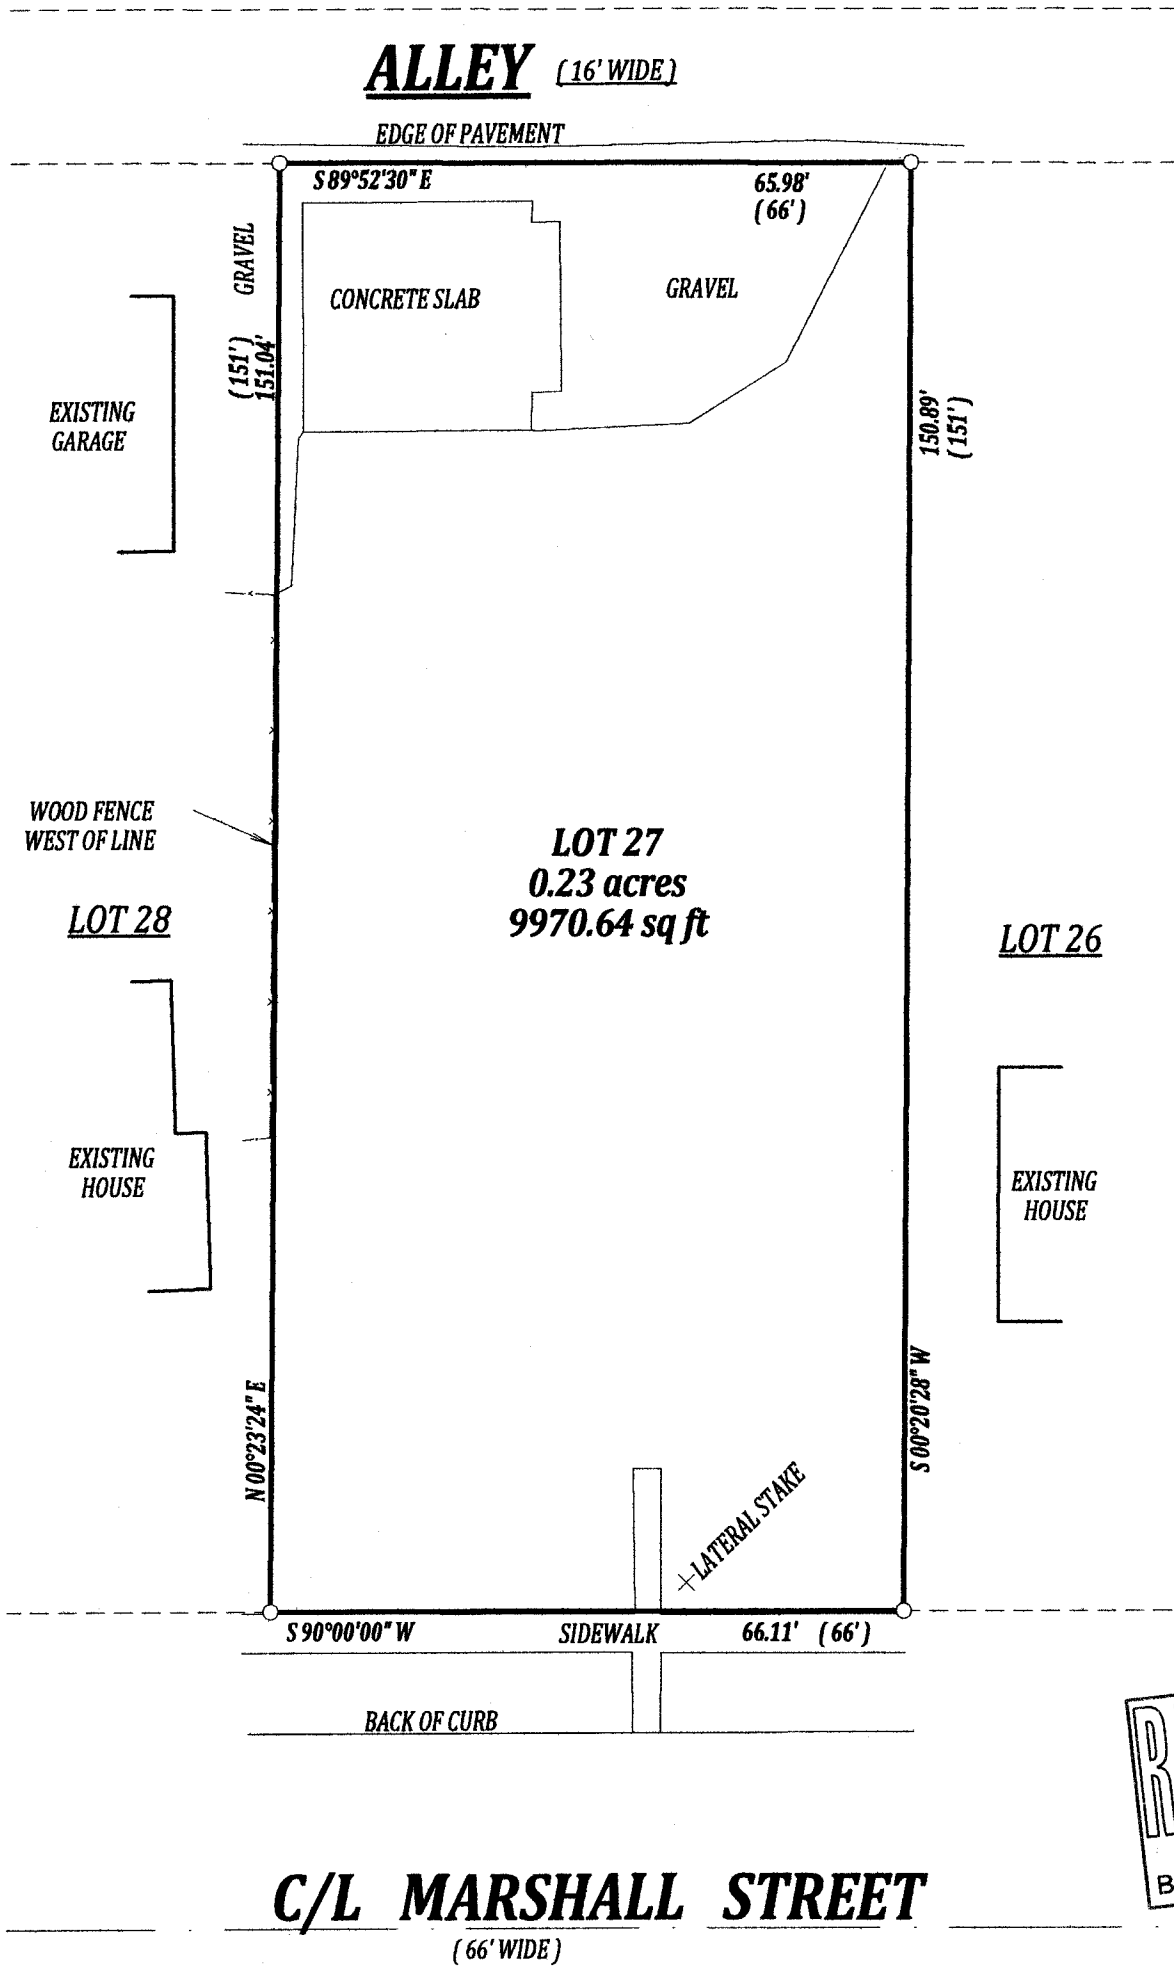 ALLEY ( 16' WIDE )
EDGE OF PAVEMENT
S 89°52'30" E
65.98'
( 66' )
GRAVEL
CONCRETE SLAB
GRAVEL
( 151' )
151.04'
EXISTING
GARAGE
150.89'
( 151' )
WOOD FENCE
WEST OF LINE
LOT 27
0.23 acres
9970.64 sq ft
LOT 28
LOT 26
EXISTING
HOUSE
EXISTING
HOUSE
N 00°23'24" E
S 00°20'28" W
LATERAL STAKE
S 90°00'00" W
SIDEWALK
66.11' ( 66' )
BACK OF CURB
R
B
C/L MARSHALL STREET
( 66' WIDE )